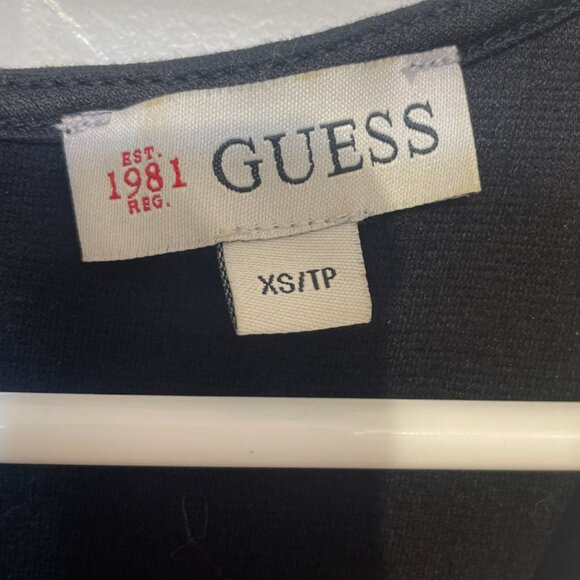 EST.
1981
REG.
GUESS
XS/TP